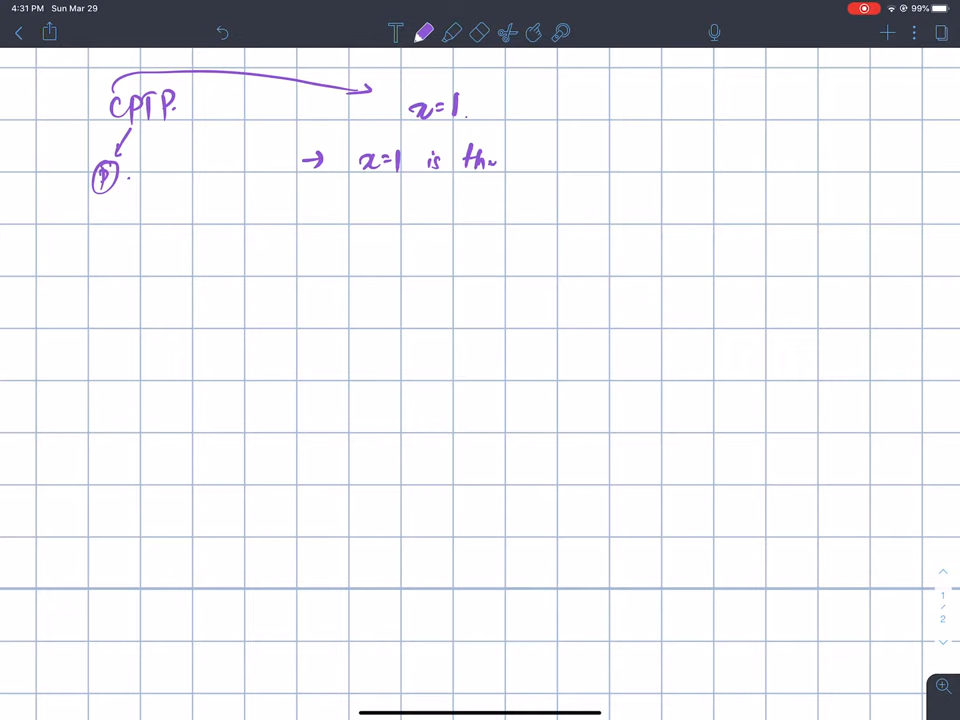 4:31 PM Sun Mar 29
99%
T
CPTP.
x=1.
P.
→ x=1 is the
1
/
2